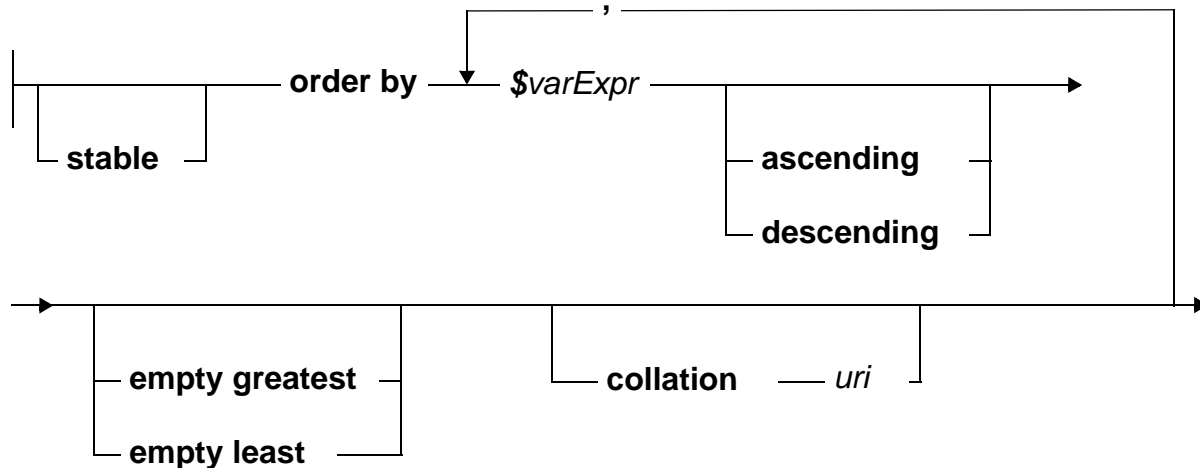 ,
order by $varExpr
stable
ascending
descending
empty greatest
collation uri
empty least